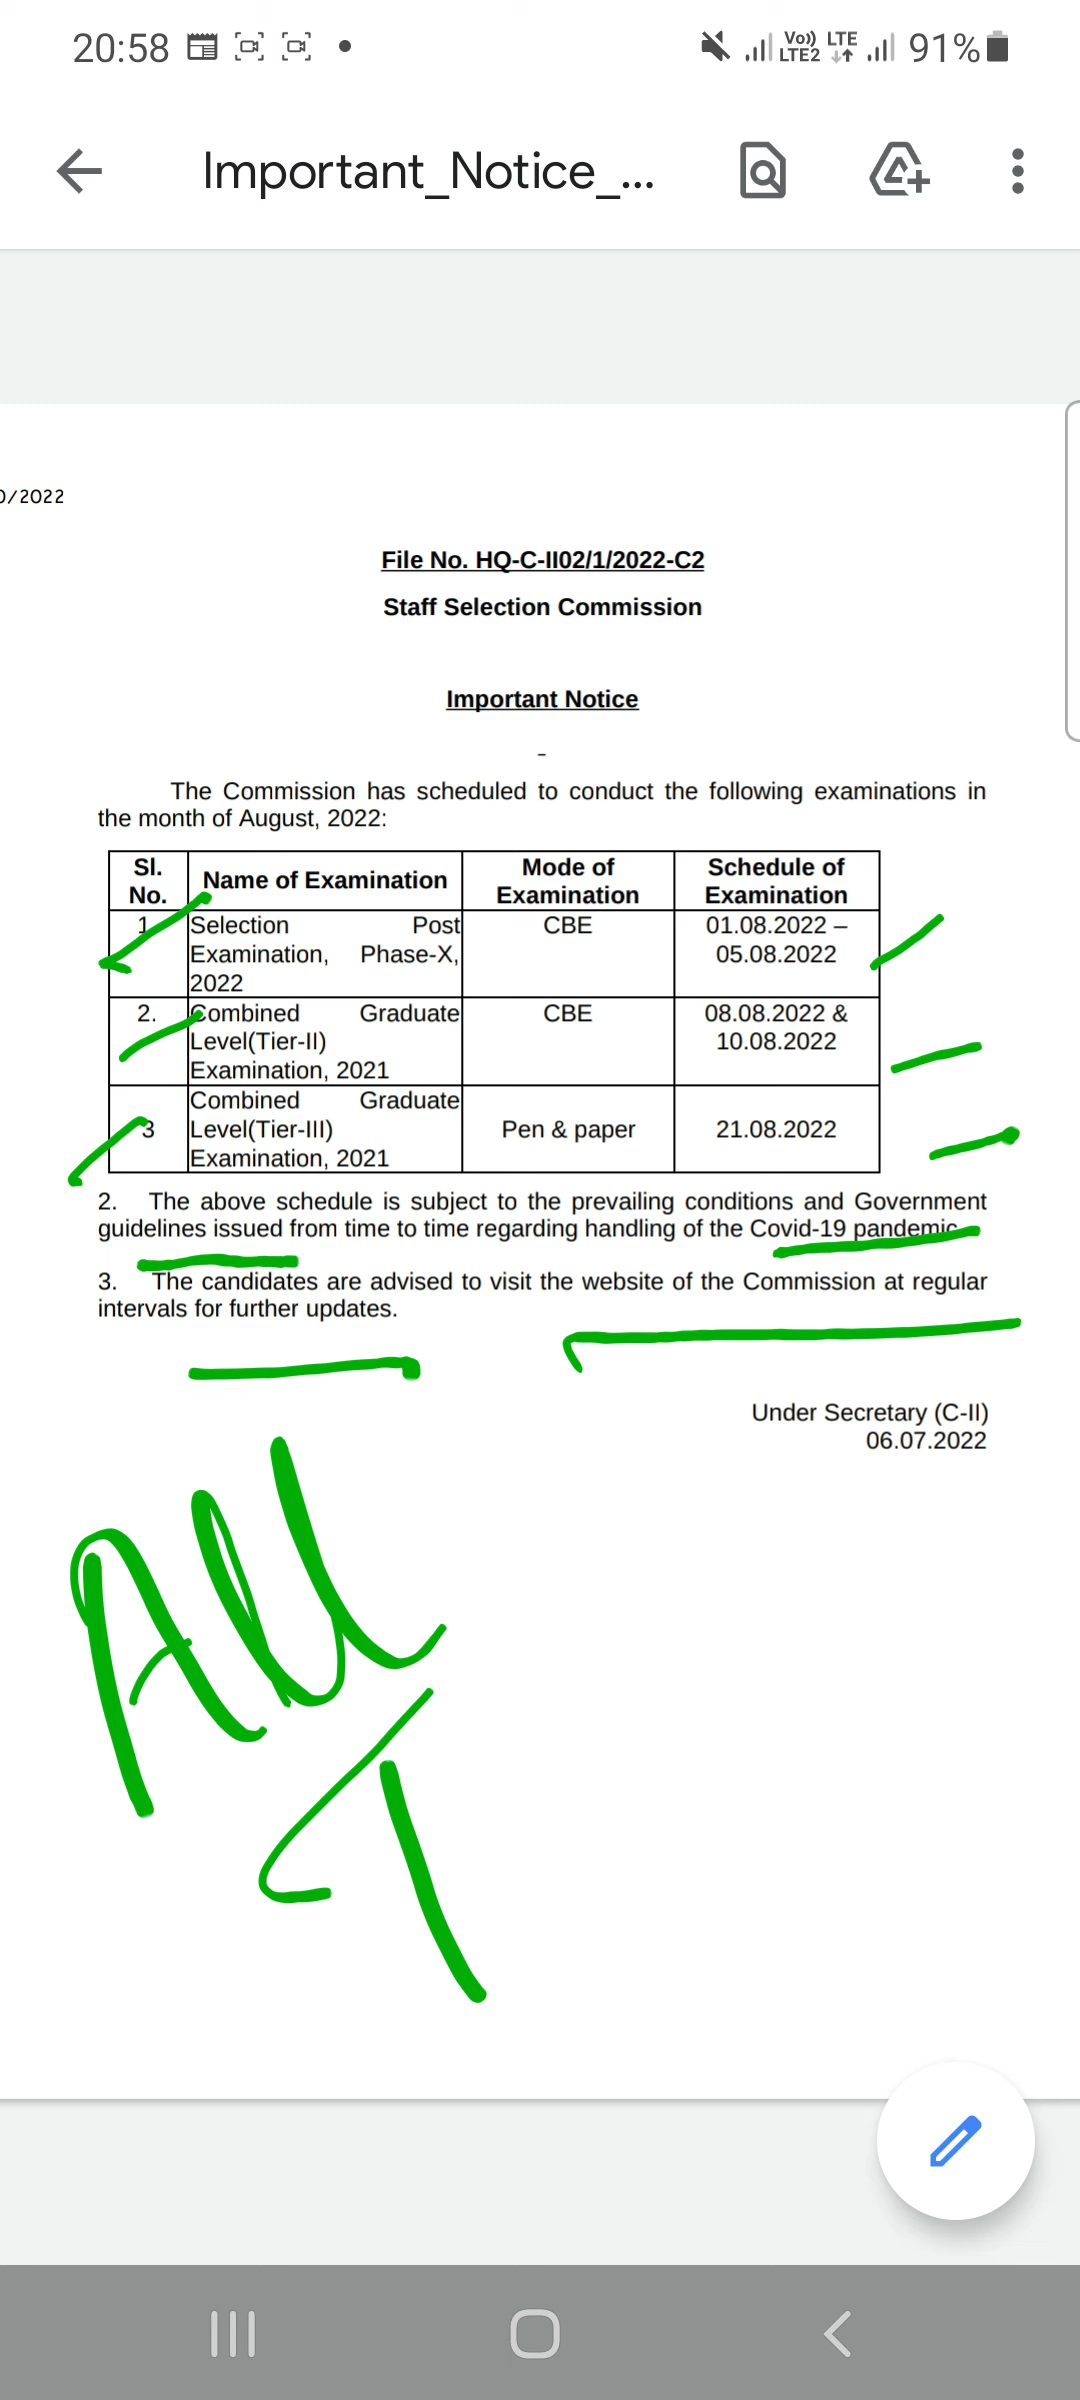 20:58 Vo)) LTE LTE2 91%
Important_Notice_...
0/2022
File No. HQ-C-II02/1/2022-C2
Staff Selection Commission
Important Notice
-
The Commission has scheduled to conduct the following examinations in
the month of August, 2022:
Sl. No. Name of Examination Mode of Examination Schedule of Examination
1. Selection Post Examination, Phase-X, 2022 CBE 01.08.2022 – 05.08.2022
2. Combined Graduate Level(Tier-II) Examination, 2021 CBE 08.08.2022 & 10.08.2022
3 Combined Graduate Level(Tier-III) Examination, 2021 Pen & paper 21.08.2022
2. The above schedule is subject to the prevailing conditions and Government
guidelines issued from time to time regarding handling of the Covid-19 pandemic
3. The candidates are advised to visit the website of the Commission at regular
intervals for further updates.
Under Secretary (C-II)
06.07.2022
All